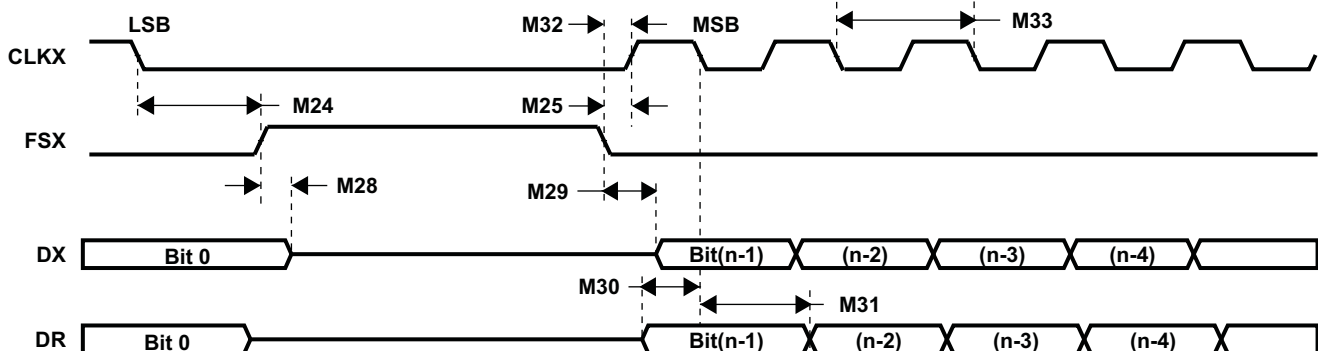 LSB M32 MSB M33
CLKX
M24 M25
FSX
M28 M29
DX Bit 0 Bit(n-1) (n-2) (n-3) (n-4)
M30 M31
DR Bit 0 Bit(n-1) (n-2) (n-3) (n-4)